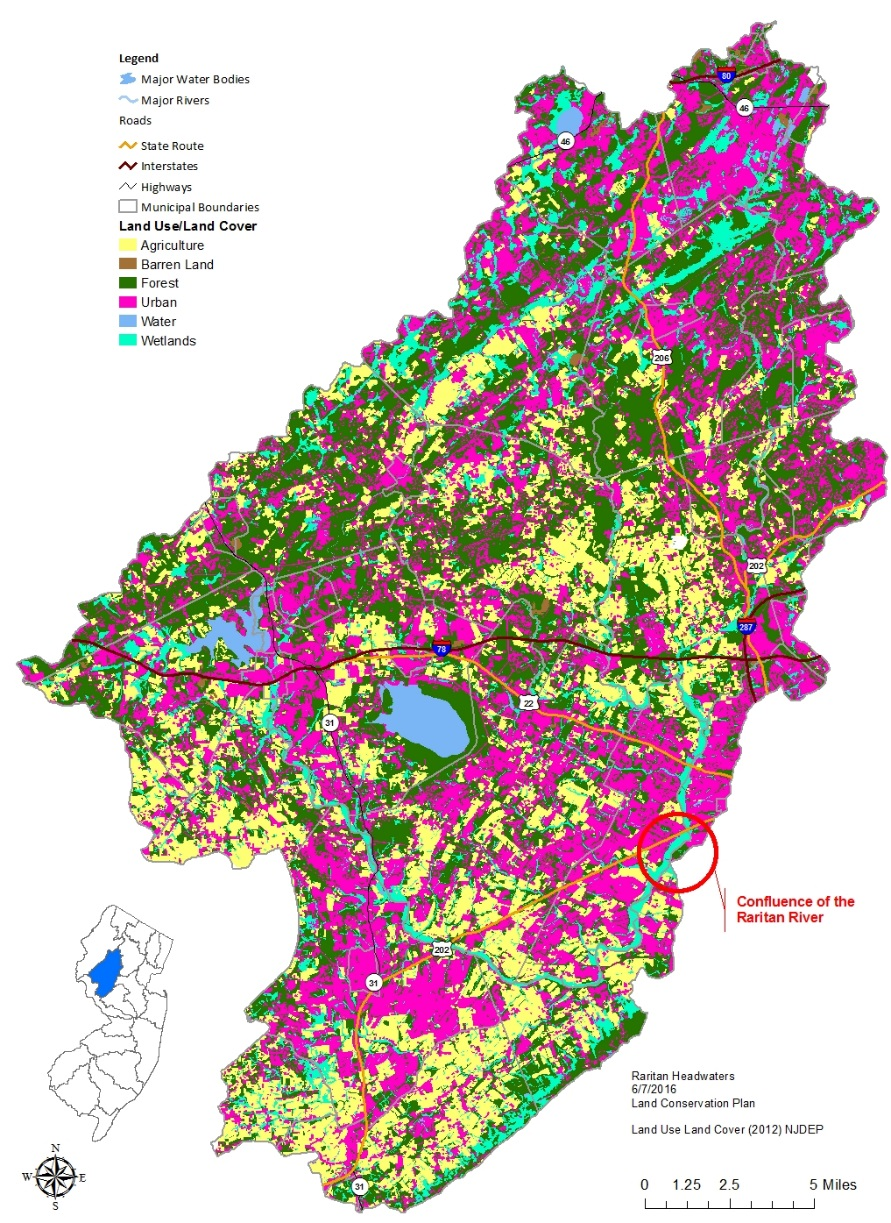 Legend
Major Water Bodies
Major Rivers
Roads
State Route
Interstates
Highways
Municipal Boundaries
Land Use/Land Cover
Agriculture
Barren Land
Forest
Urban
Water
Wetlands
80
46
46
206
202
287
78
22
31
Confluence of the
Raritan River
202
31
31
Raritan Headwaters
6/7/2016
Land Conservation Plan
Land Use Land Cover (2012) NJDEP
N
W E
S
0 1.25 2.5 5 Miles